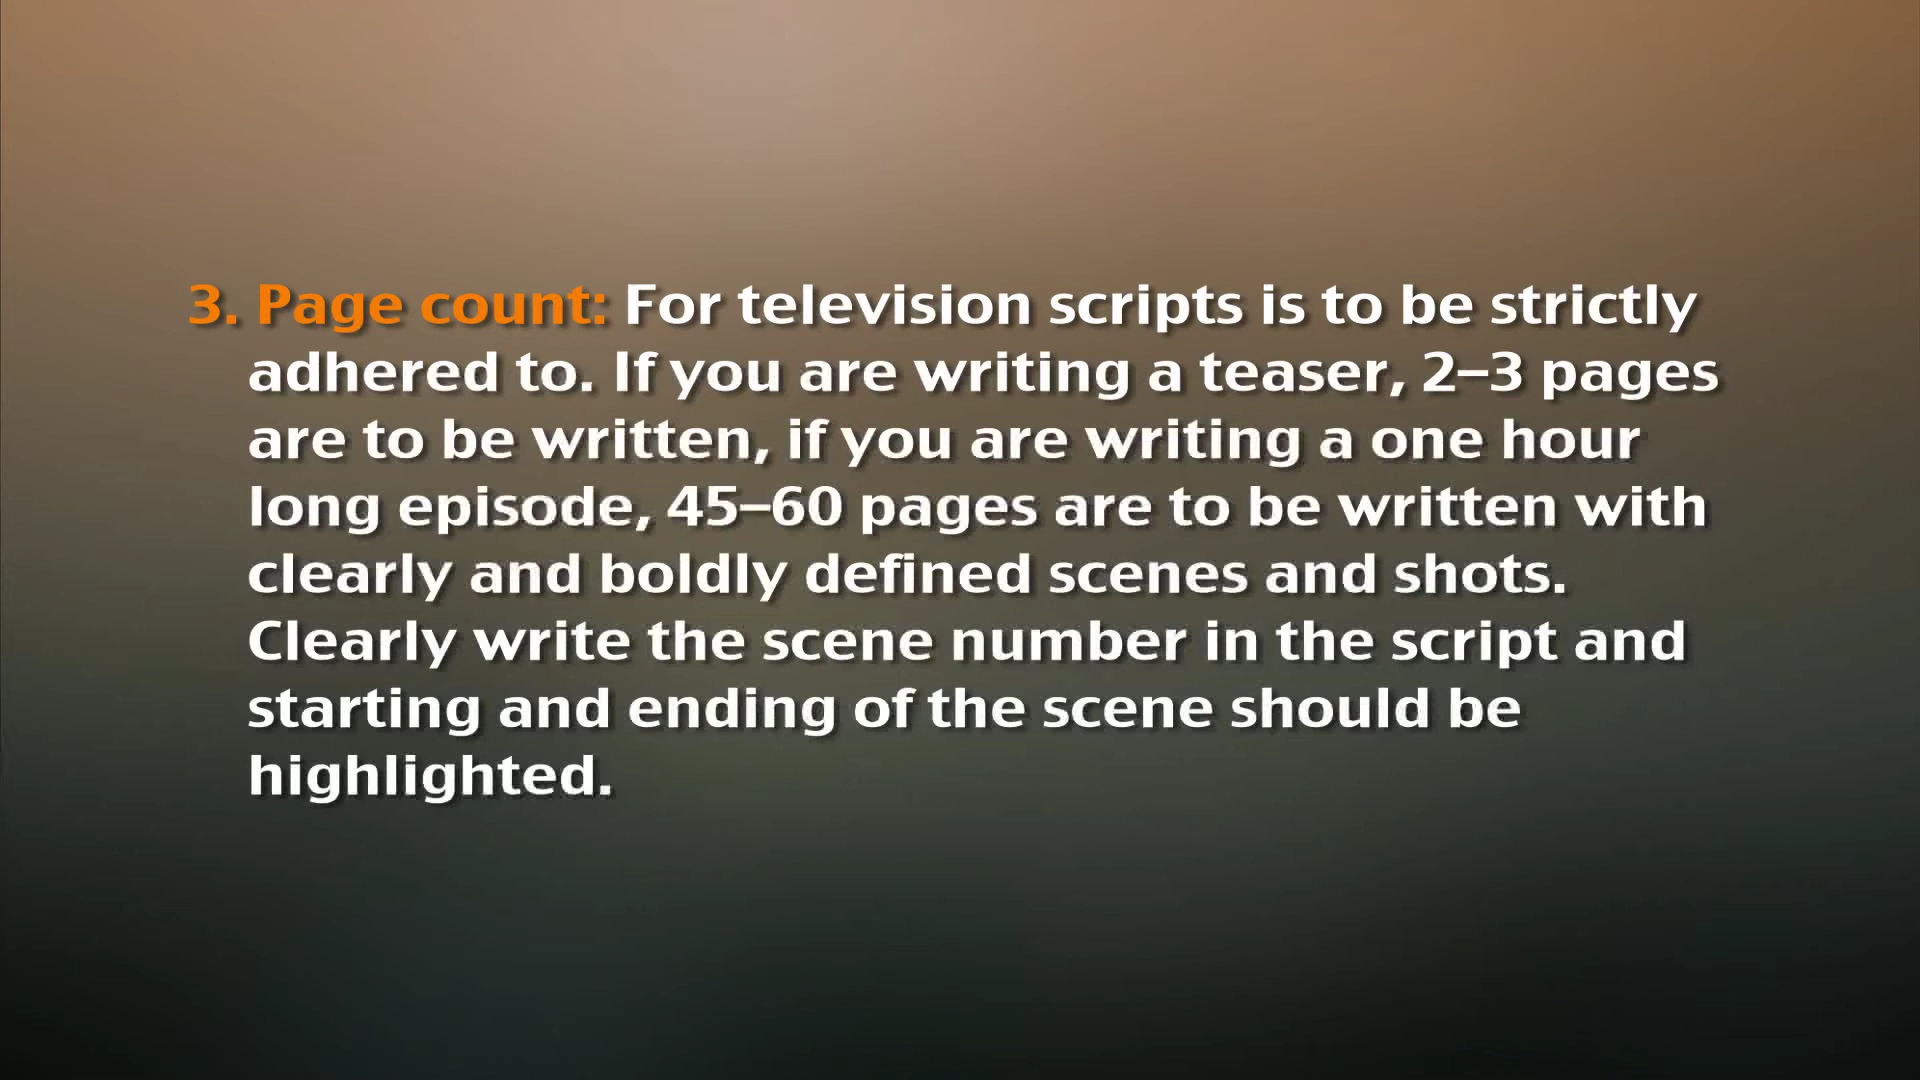 3. Page count: For television scripts is to be strictly
adhered to. If you are writing a teaser, 2–3 pages
are to be written, if you are writing a one hour
long episode, 45–60 pages are to be written with
clearly and boldly defined scenes and shots.
Clearly write the scene number in the script and
starting and ending of the scene should be
highlighted.